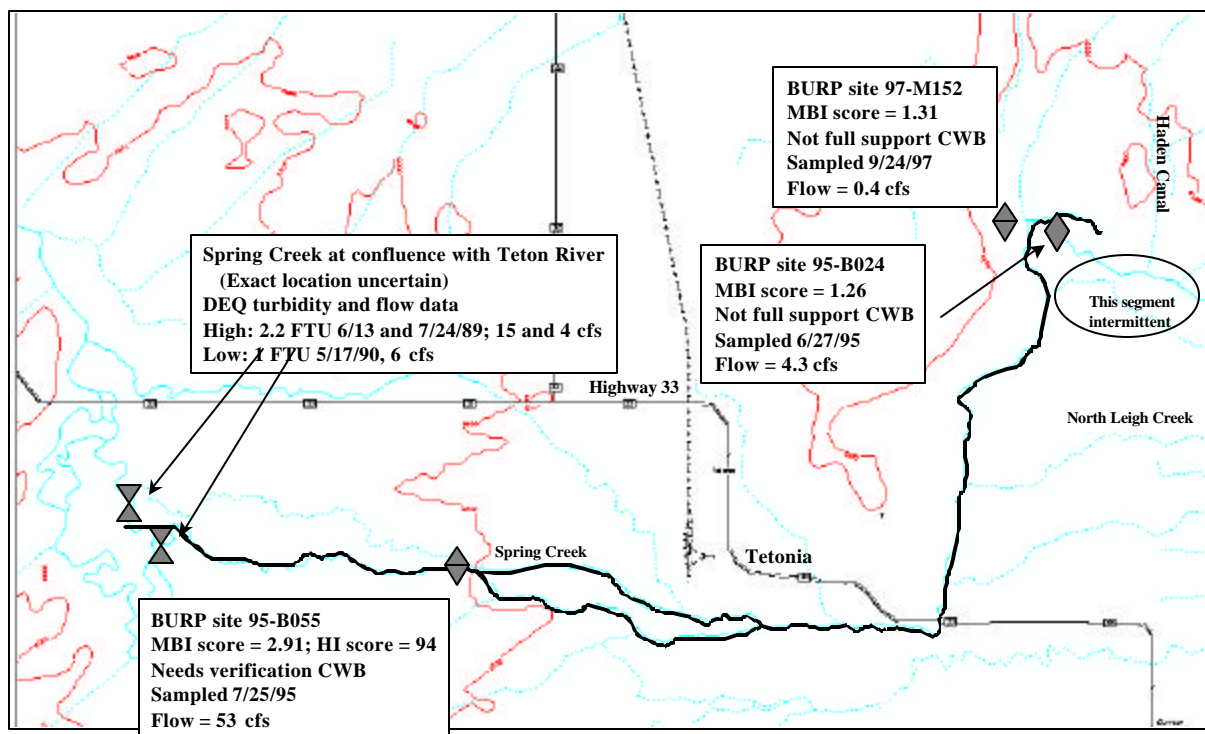 BURP site 97-M152
MBI score = 1.31
Not full support CWB
Sampled 9/24/97
Flow = 0.4 cfs
Haden Canal
Spring Creek at confluence with Teton River
(Exact location uncertain)
DEQ turbidity and flow data
High: 2.2 FTU 6/13 and 7/24/89; 15 and 4 cfs
Low: 1 FTU 5/17/90, 6 cfs
BURP site 95-B024
MBI score = 1.26
Not full support CWB
Sampled 6/27/95
Flow = 4.3 cfs
This segment
intermittent
Highway 33
North Leigh Creek
Spring Creek
Tetonia
BURP site 95-B055
MBI score = 2.91; HI score = 94
Needs verification CWB
Sampled 7/25/95
Flow = 53 cfs